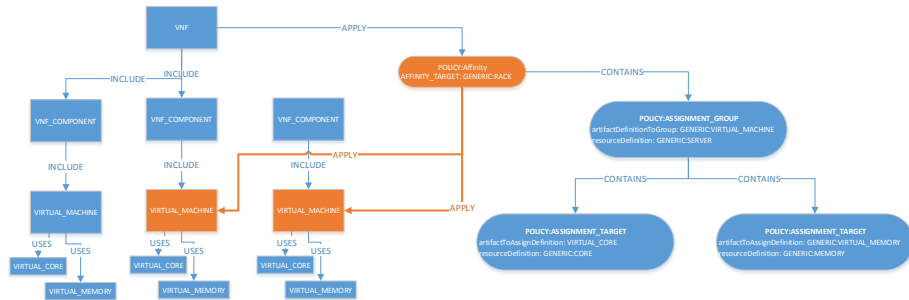 VNF
APPLY
POLICY:Affinity
AFFINITY_TARGET: GENERIC:RACK
CONTAINS
INCLUDE
INCLUDE
VNF_COMPONENT
VNF_COMPONENT
VNF_COMPONENT
POLICY:ASSIGNMENT_GROUP
artifactDefinitionToGroup: GENERIC:VIRTUAL_MACHINE
resourceDefinition: GENERIC:SERVER
APPLY
INCLUDE
INCLUDE
INCLUDE
CONTAINS
CONTAINS
VIRTUAL_MACHINE
VIRTUAL_MACHINE
VIRTUAL_MACHINE
APPLY
POLICY:ASSIGNMENT_TARGET
artifactToAssignDefinition: VIRTUAL_CORE
resourceDefinition: GENERIC:CORE
POLICY:ASSIGNMENT_TARGET
artifactToAssignDefinition: GENERIC:VIRTUAL_MEMORY
resourceDefinition: GENERIC:MEMORY
USES
USES
USES
USES
USES
USES
VIRTUAL_CORE
VIRTUAL_CORE
VIRTUAL_CORE
VIRTUAL_MEMORY
VIRTUAL_MEMORY
VIRTUAL_MEMORY